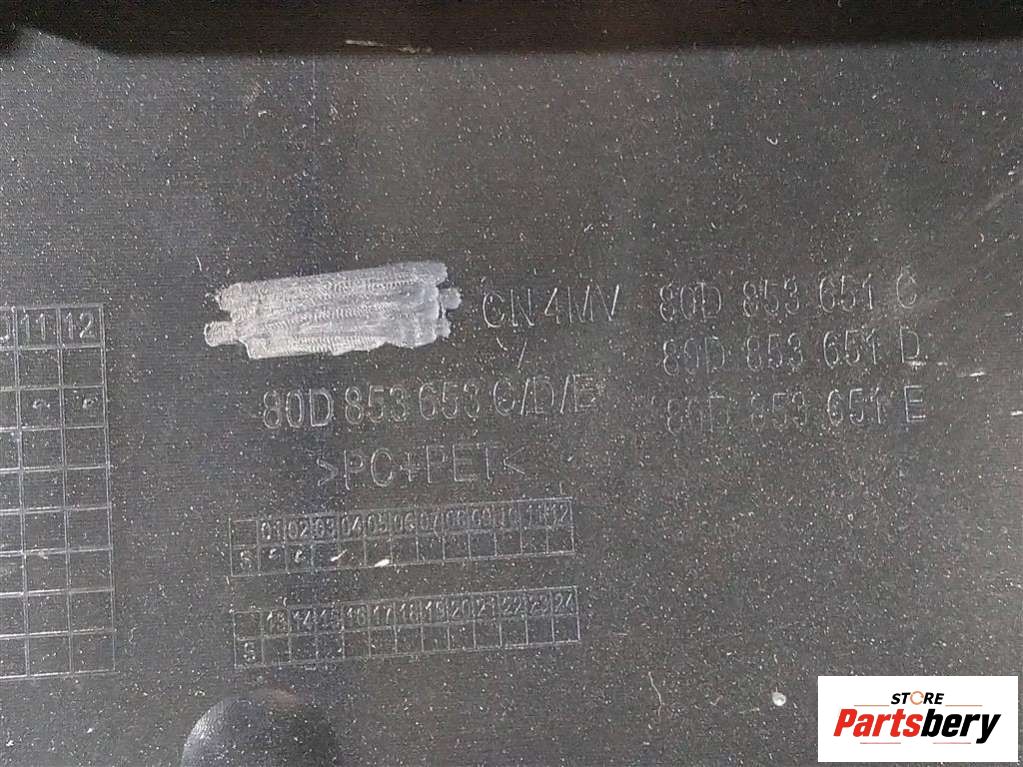 11 12
CN4MV 80D 853 651 C
80D 853 651 D
80D 853 653 C/D/E
80D 853 651 E
>PC+PET<
01 02 03 04 05 06 07 08 09 10 11 12
S
13 14 15 16 17 18 19 20 21 22 23 24
S
STORE
Partsbery